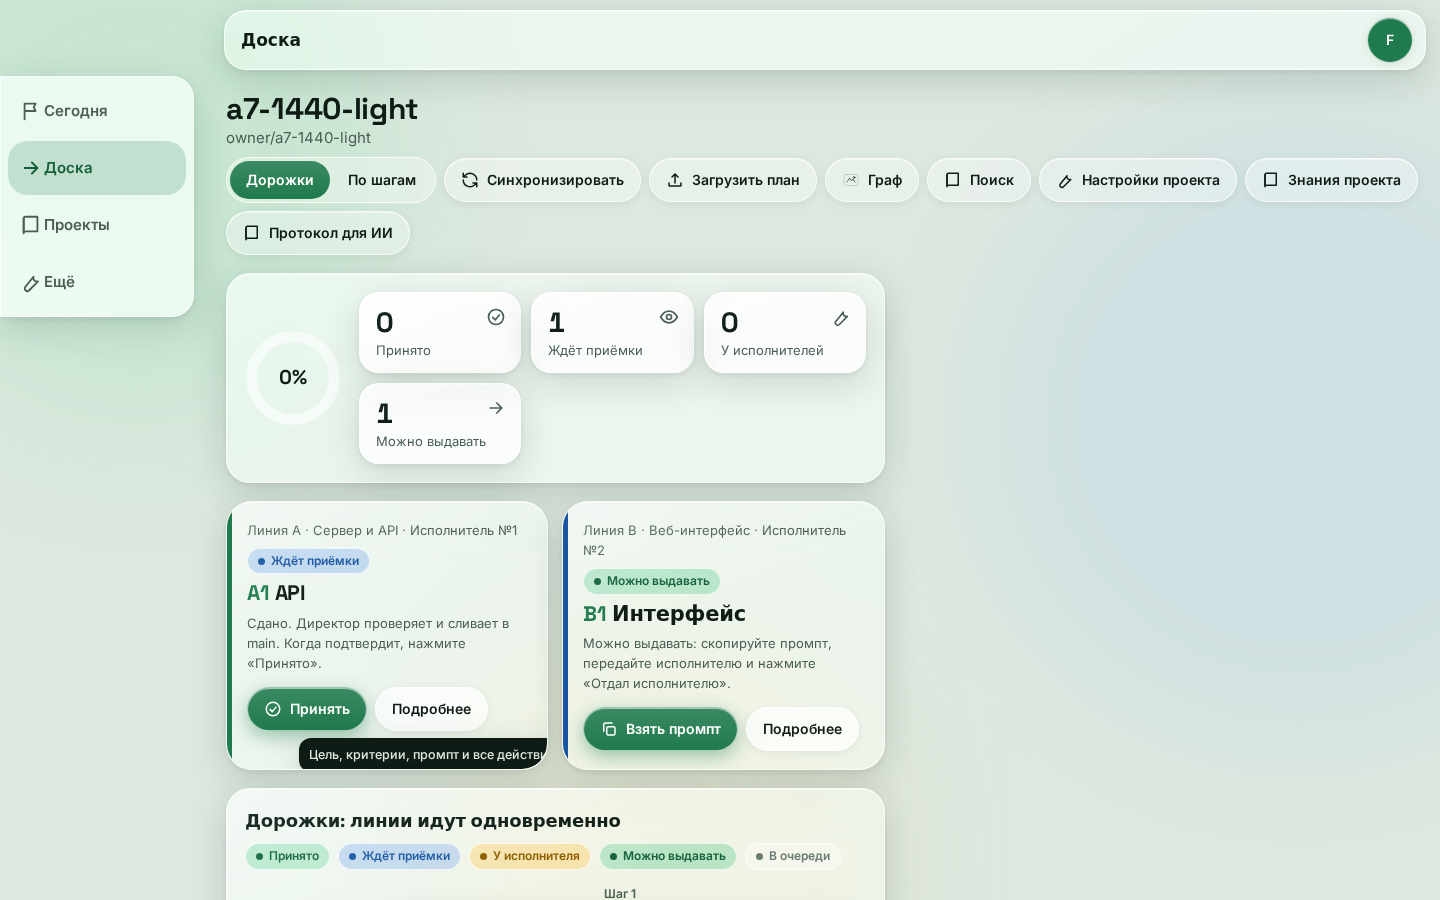 Доска
F
Сегодня
Доска
Проекты
Ещё
a7-1440-light
owner/a7-1440-light
Дорожки
По шагам
Синхронизировать
Загрузить план
Граф
Поиск
Настройки проекта
Знания проекта
Протокол для ИИ
0%
0
Принято
1
Ждёт приёмки
0
У исполнителей
1
Можно выдавать
Линия A · Сервер и API · Исполнитель №1
Ждёт приёмки
A1 API
Сдано. Директор проверяет и сливает в
main. Когда подтвердит, нажмите
«Принято».
Принять
Подробнее
Цель, критерии, промпт и все
Линия B · Веб-интерфейс · Исполнитель
№2
Можно выдавать
B1 Интерфейс
Можно выдавать: скопируйте промпт,
передайте исполнителю и нажмите
«Отдал исполнителю».
Взять промпт
Подробнее
Дорожки: линии идут одновременно
Принято
Ждёт приёмки
У исполнителя
Можно выдавать
В очереди
Шаг 1